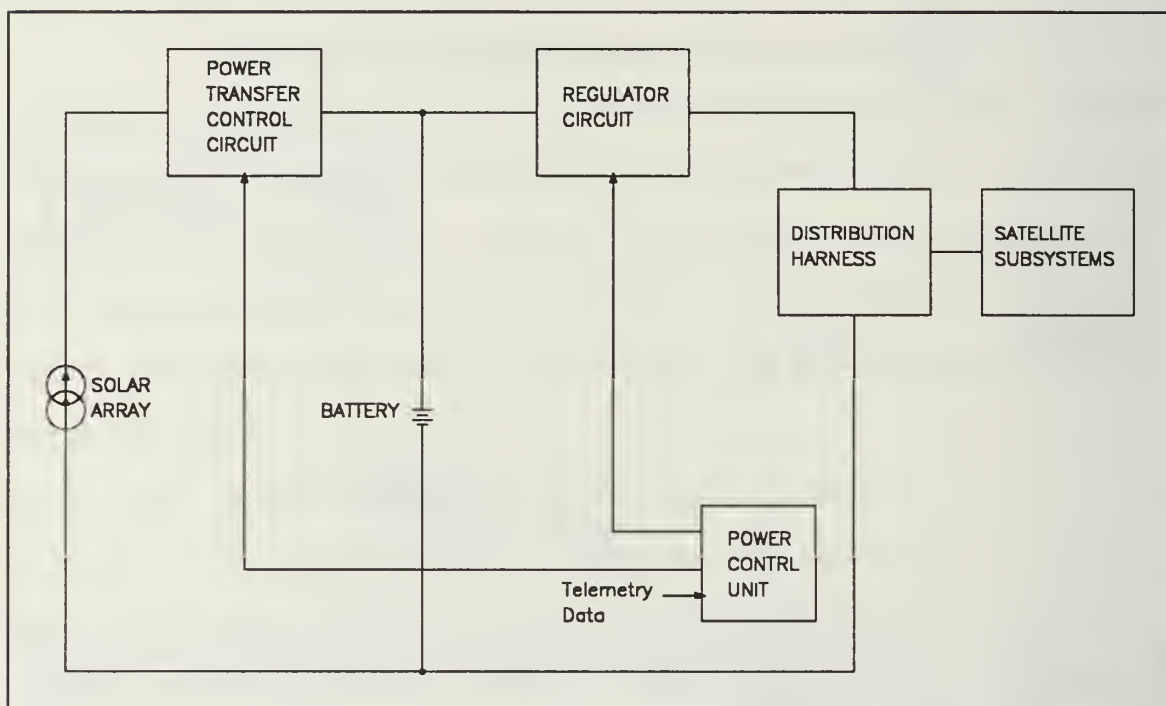 POWER
TRANSFER
CONTROL
CIRCUIT
REGULATOR
CIRCUIT
DISTRIBUTION
HARNESS
SATELLITE
SUBSYSTEMS
SOLAR
ARRAY
BATTERY
POWER
CONTRL
UNIT
Telemetry
Data